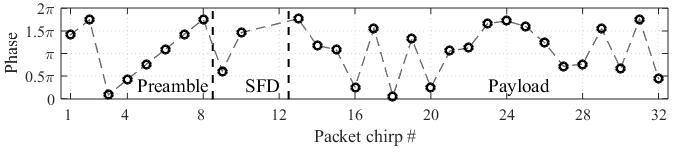 2π
1.5π
π
0.5π
0
Phase
Preamble SFD Payload
1 4 8 12 16 20 24 28 32
Packet chirp #